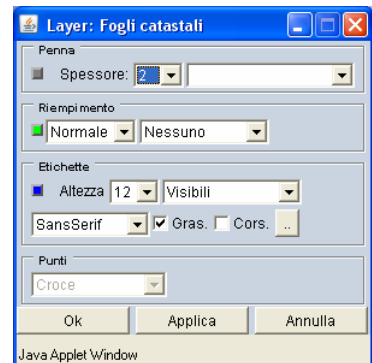 Layer: Fogli catastali
Penna
Spessore: 2
Riempimento
Normale Nessuno
Etichette
Altezza 12 Visibili
SansSerif Gras. Cors. ..
Punti
Croce
Ok Applica Annulla
Java Applet Window